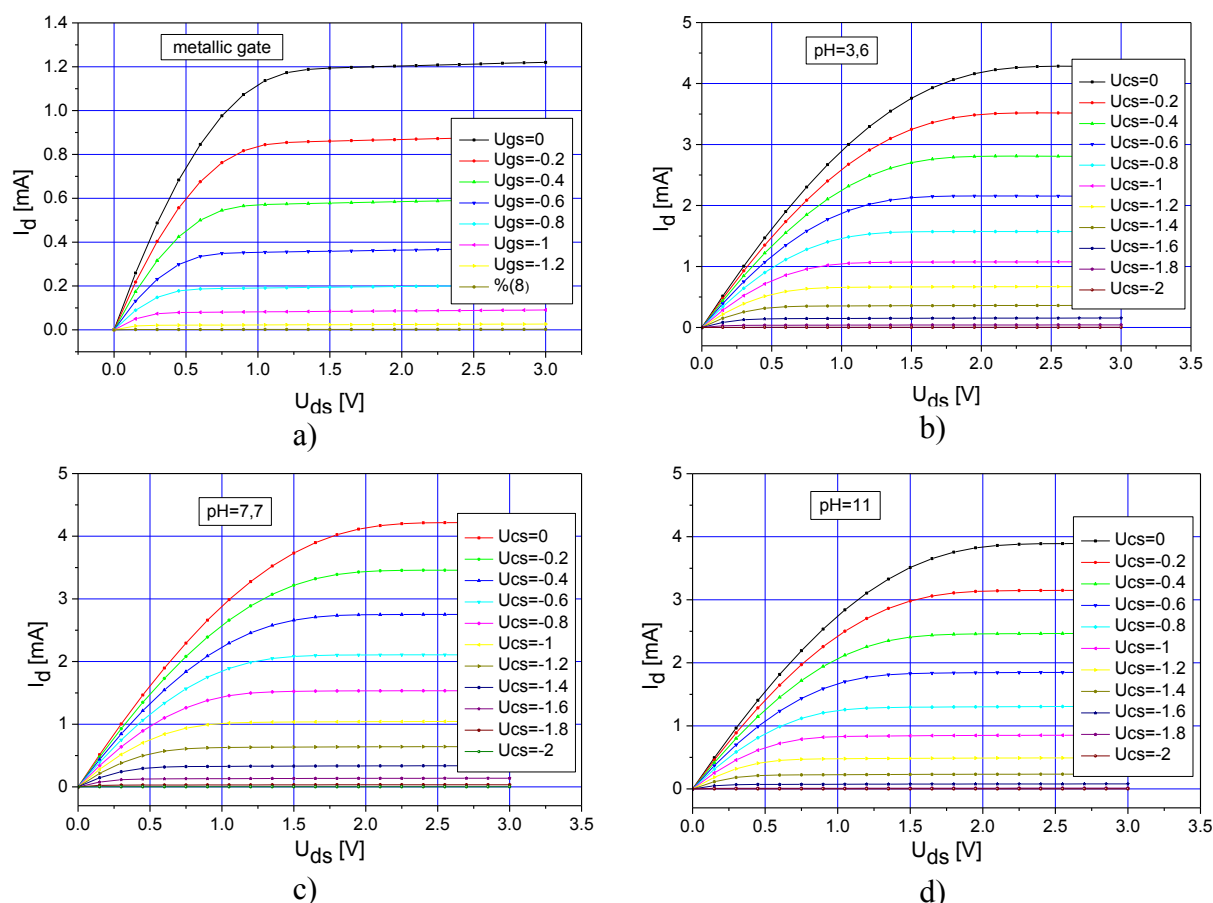 1.4
1.2
1.0
0.8
0.6
0.4
0.2
0.0
I_d [mA]
metallic gate
Ugs=0
Ugs=-0.2
Ugs=-0.4
Ugs=-0.6
Ugs=-0.8
Ugs=-1
Ugs=-1.2
%(8)
0.0 0.5 1.0 1.5 2.0 2.5 3.0
U_ds [V]
a)
5
4
3
2
1
0
I_d [mA]
pH=3,6
Ucs=0
Ucs=-0.2
Ucs=-0.4
Ucs=-0.6
Ucs=-0.8
Ucs=-1
Ucs=-1.2
Ucs=-1.4
Ucs=-1.6
Ucs=-1.8
Ucs=-2
0.0 0.5 1.0 1.5 2.0 2.5 3.0 3.5
U_ds [V]
b)
5
4
3
2
1
0
I_d [mA]
pH=7,7
Ucs=0
Ucs=-0.2
Ucs=-0.4
Ucs=-0.6
Ucs=-0.8
Ucs=-1
Ucs=-1.2
Ucs=-1.4
Ucs=-1.6
Ucs=-1.8
Ucs=-2
0.0 0.5 1.0 1.5 2.0 2.5 3.0 3.5
U_ds [V]
c)
5
4
3
2
1
0
I_d [mA]
pH=11
Ucs=0
Ucs=-0.2
Ucs=-0.4
Ucs=-0.6
Ucs=-0.8
Ucs=-1
Ucs=-1.2
Ucs=-1.4
Ucs=-1.6
Ucs=-1.8
Ucs=-2
0.0 0.5 1.0 1.5 2.0 2.5 3.0 3.5
U_ds [V]
d)